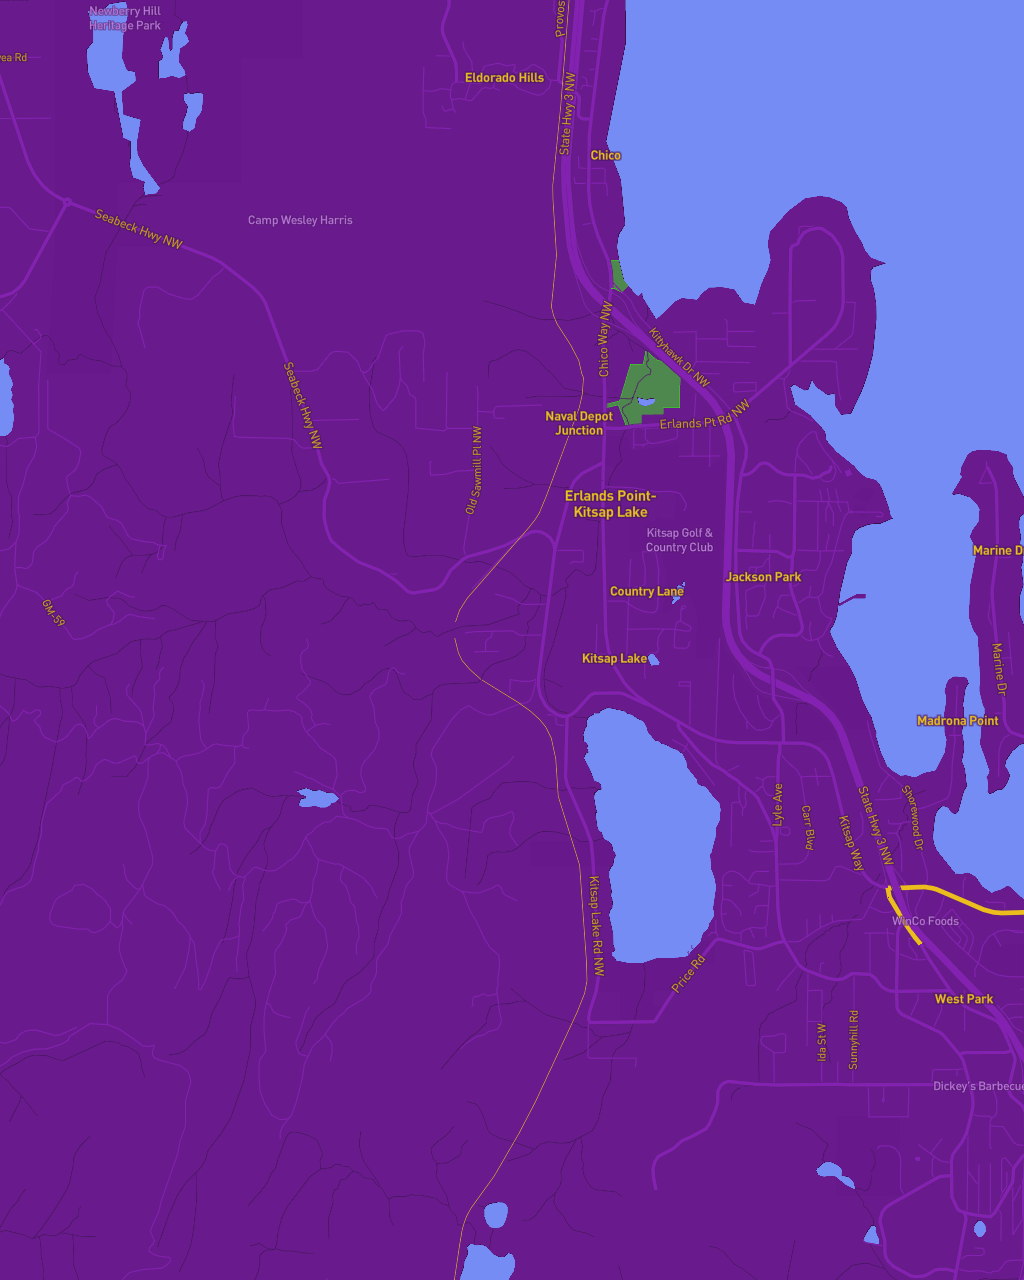 Newberry Hill
Heritage Park
Provos
vea Rd
Eldorado Hills
State Hwy 3 NW
Chico
Seabeck Hwy NW
Camp Wesley Harris
Chico Way NW
Kittyhawk Dr NW
Seabeck Hwy NW
Naval Depot
Junction
Erlands Pt Rd NW
Old Sawmill Pl NW
Erlands Point-
Kitsap Lake
Kitsap Golf &
Country Club
Marine D
Jackson Park
Country Lane
GM-59
Kitsap Lake
Marine Dr
Madrona Point
Lyle Ave
Carr Blvd
Kitsap Way
State Hwy 3 NW
Shorewood Dr
Kitsap Lake Rd NW
WinCo Foods
Price Rd
West Park
Ida St W
Sunnyhill Rd
Dickey's Barbecue